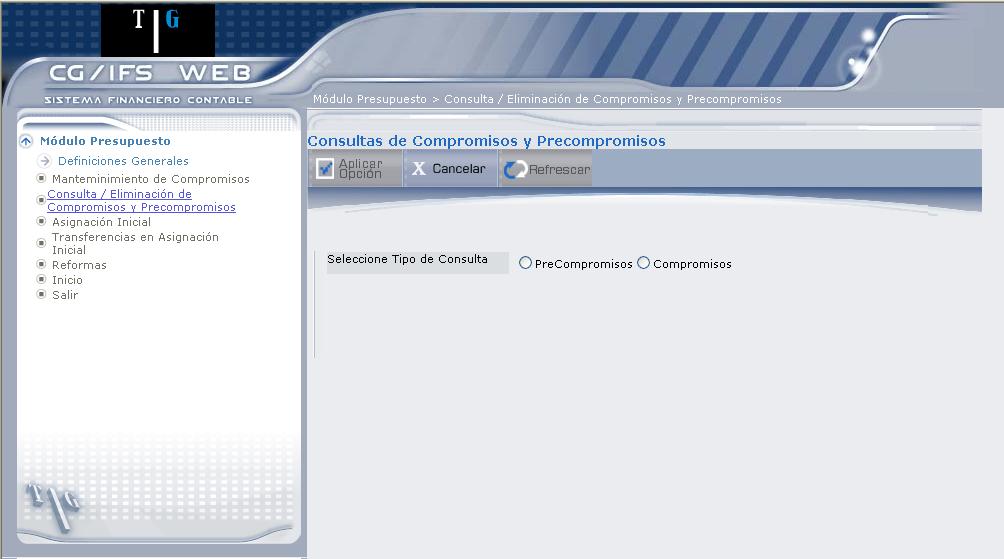 T G
CG/IFS WEB
SISTEMA FINANCIERO CONTABLE
Módulo Presupuesto > Consulta / Eliminación de Compromisos y Precompromisos
Módulo Presupuesto
Definiciones Generales
Manteminimiento de Compromisos
Consulta / Eliminación de
Compromisos y Precompromisos
Asignación Inicial
Transferencias en Asignación
Inicial
Reformas
Inicio
Salir
TG
Consultas de Compromisos y Precompromisos
Aplicar
Opción
X Cancelar
Refrescar
Seleccione Tipo de Consulta
PreCompromisos
Compromisos